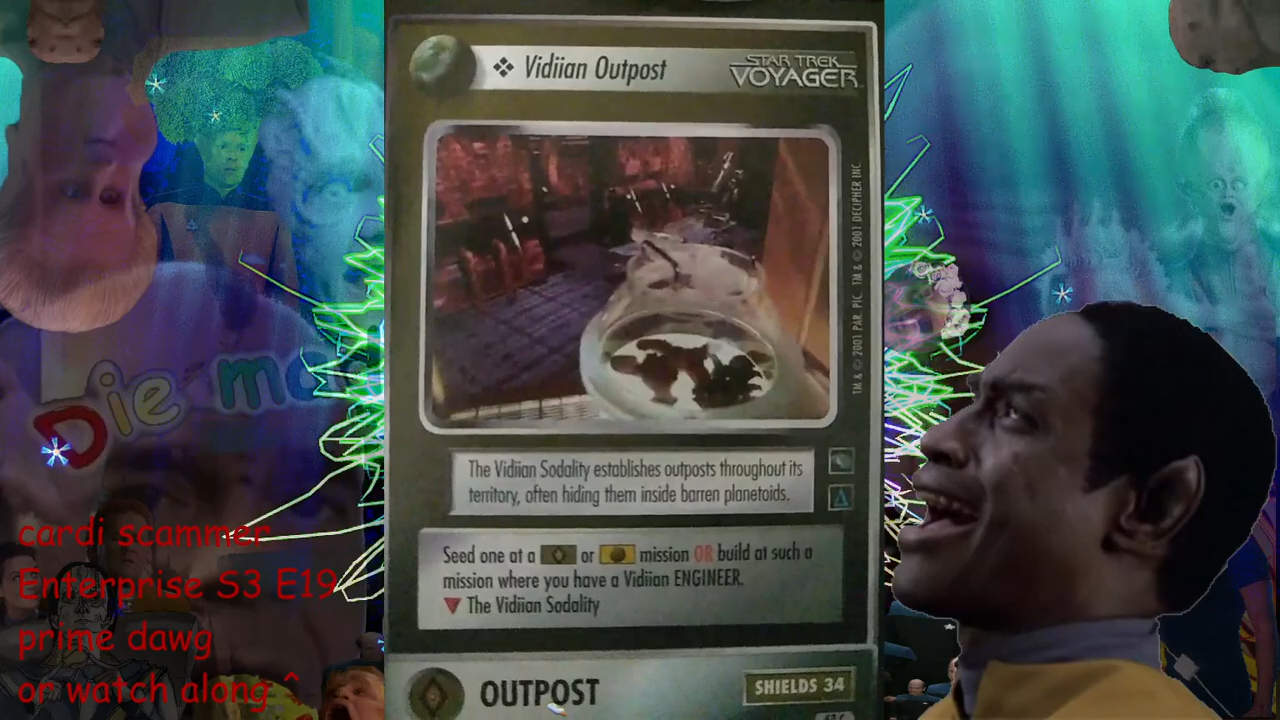 ❖ Vidiian Outpost
STAR TREK
VOYAGER
TM & © 2001 PAR. PIC. TM & © 2001 DECIPHER INC.
Die
The Vidiian Sodality establishes outposts throughout its
territory, often hiding them inside barren planetoids.
Seed one at a or mission OR build at such a
mission where you have a Vidiian ENGINEER.
▼ The Vidiian Sodality
OUTPOST
SHIELDS 34
cardi scammer
Enterprise S3 E19
prime dawg
or watch along ^